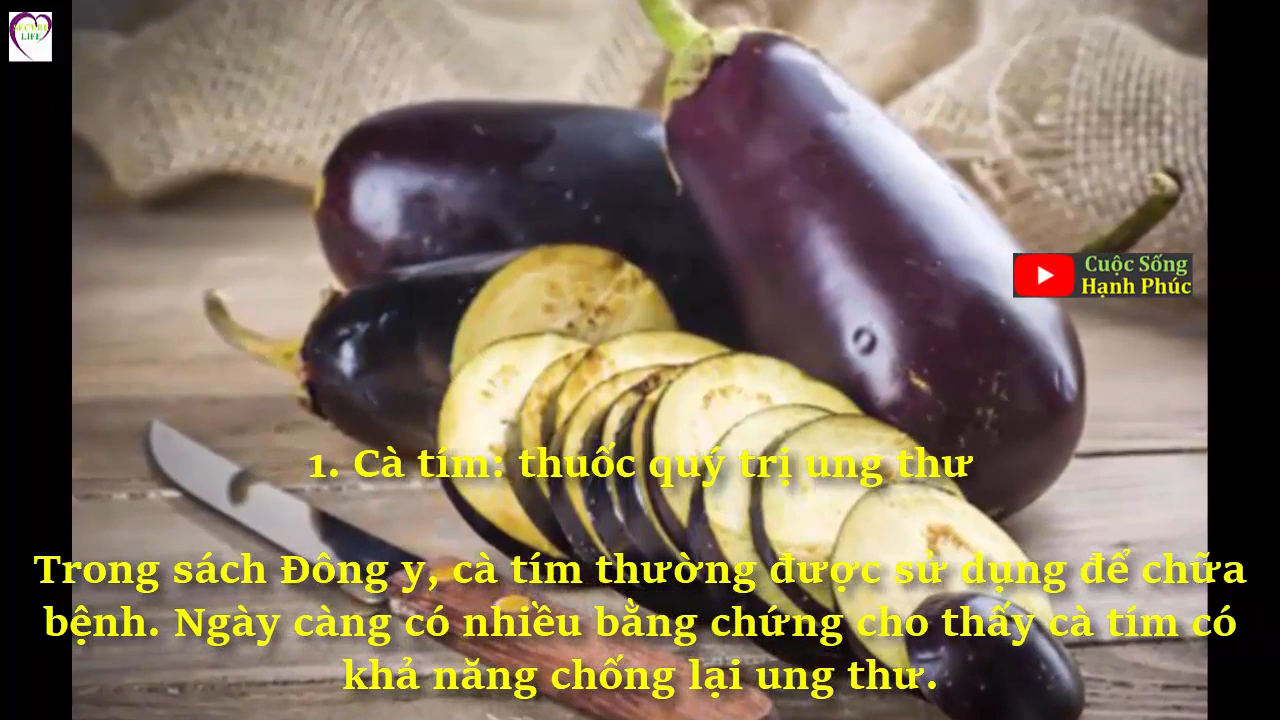 SECURE
LIFE
Cuộc Sống
Hạnh Phúc
1. Cà tím: thuốc quý trị ung thư
Trong sách Đông y, cà tím thường được sử dụng để chữa
bệnh. Ngày càng có nhiều bằng chứng cho thấy cà tím có
khả năng chống lại ung thư.